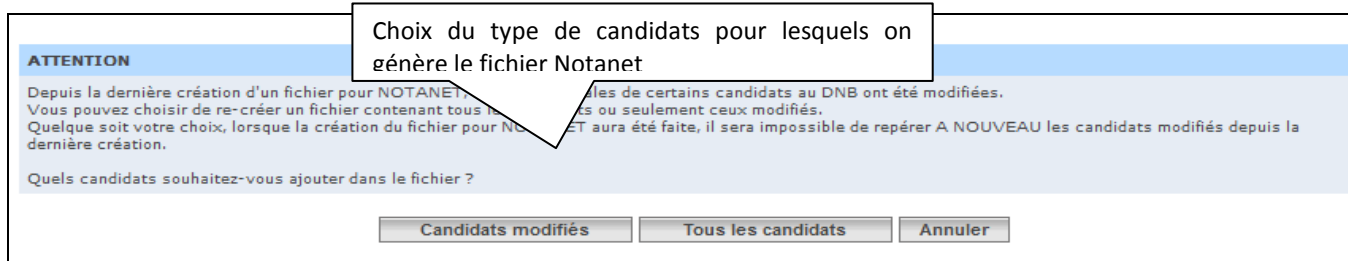 Choix du type de candidats pour lesquels on
génère le fichier Notanet
ATTENTION
Depuis la dernière création d'un fichier pour NOTANET, ales de certains candidats au DNB ont été modifiées.
Vous pouvez choisir de re-créer un fichier contenant tous ts ou seulement ceux modifiés.
Quelque soit votre choix, lorsque la création du fichier pour NO ET aura été faite, il sera impossible de repérer A NOUVEAU les candidats modifiés depuis la
dernière création.
Quels candidats souhaitez-vous ajouter dans le fichier ?
Candidats modifiés Tous les candidats Annuler